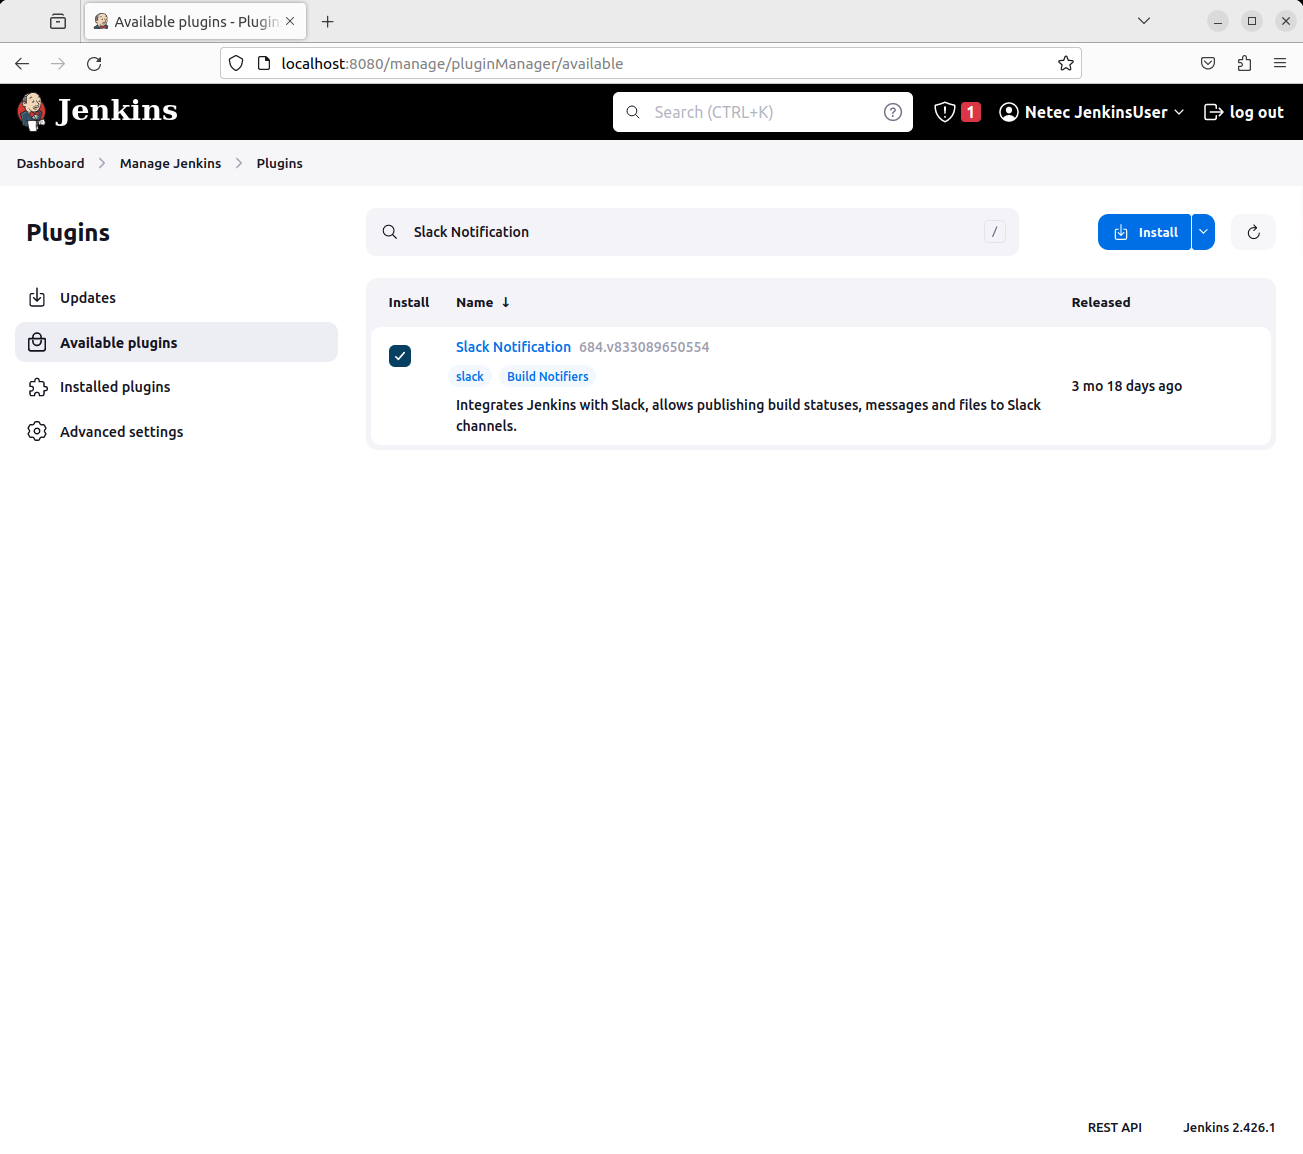 Available plugins - Plugin
localhost:8080/manage/pluginManager/available
Jenkins
Search (CTRL+K)
1
Netec JenkinsUser
log out
Dashboard
Manage Jenkins
Plugins
Plugins
Slack Notification
/
Install
Updates
Available plugins
Installed plugins
Advanced settings
Install
Name ↓
Released
Slack Notification 684.v833089650554
slack
Build Notifiers
Integrates Jenkins with Slack, allows publishing build statuses, messages and files to Slack
channels.
3 mo 18 days ago
REST API
Jenkins 2.426.1